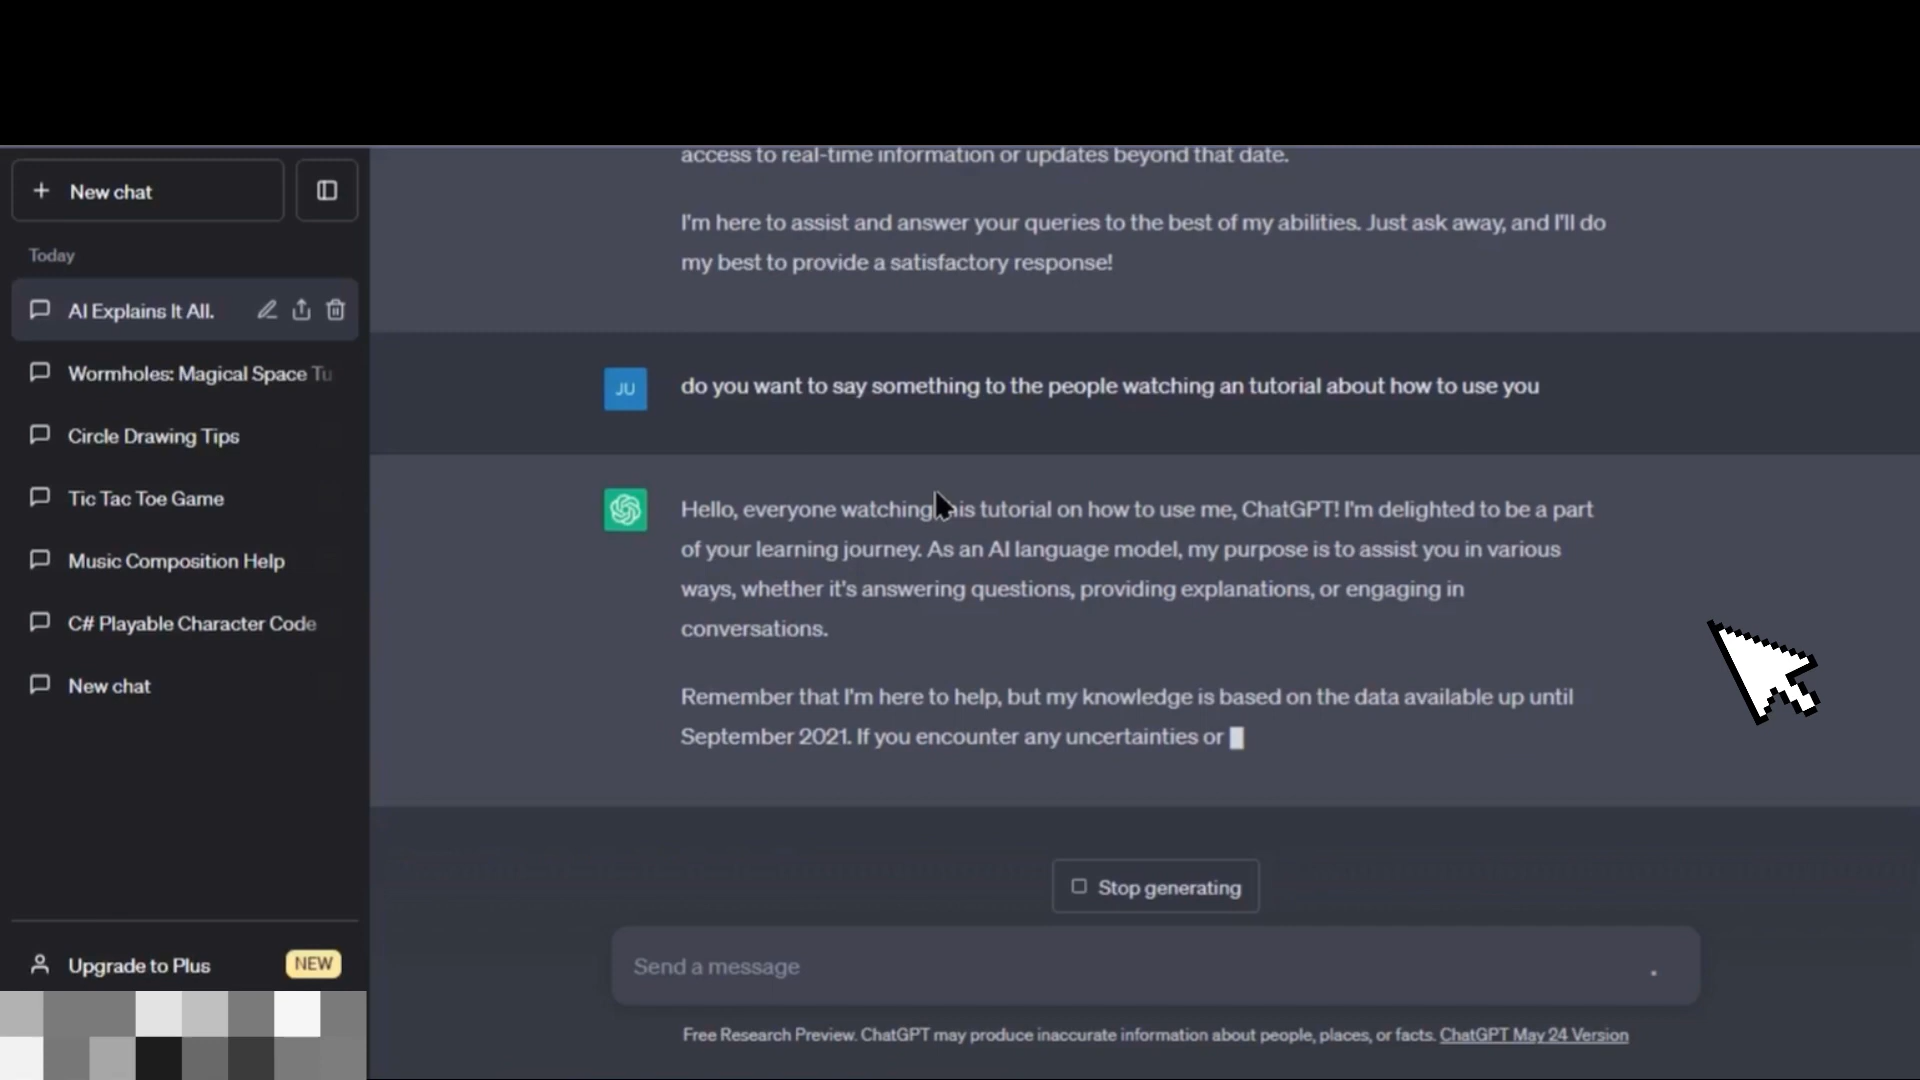 New chat
Today
AI Explains It All.
Wormholes: Magical Space Tu
Circle Drawing Tips
Tic Tac Toe Game
Music Composition Help
C# Playable Character Code
New chat
Upgrade to Plus
NEW
access to real-time information or updates beyond that date.
I'm here to assist and answer your queries to the best of my abilities. Just ask away, and I'll do
my best to provide a satisfactory response!
JU
do you want to say something to the people watching an tutorial about how to use you
Hello, everyone watching his tutorial on how to use me, ChatGPT! I'm delighted to be a part
of your learning journey. As an AI language model, my purpose is to assist you in various
ways, whether it's answering questions, providing explanations, or engaging in
conversations.
Remember that I'm here to help, but my knowledge is based on the data available up until
September 2021. If you encounter any uncertainties or
Stop generating
Send a message
Free Research Preview. ChatGPT may produce inaccurate information about people, places, or facts. ChatGPT May 24 Version